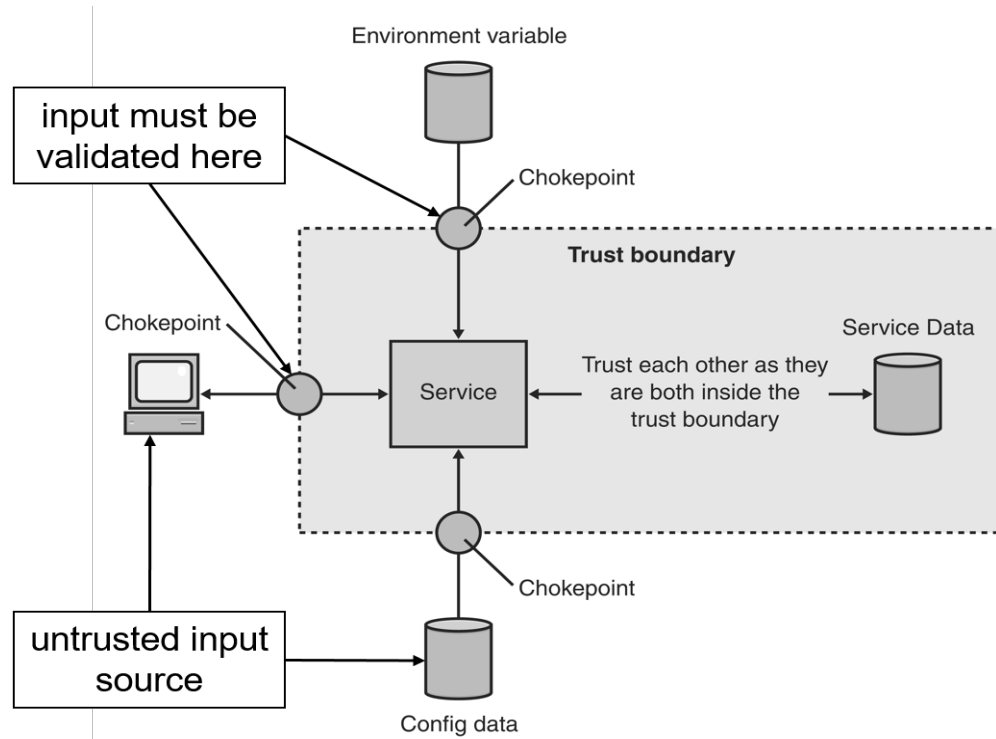 Environment variable
input must be
validated here
Chokepoint
Trust boundary
Chokepoint
Service Data
Service
Trust each other as they
are both inside the
trust boundary
Chokepoint
untrusted input
source
Config data